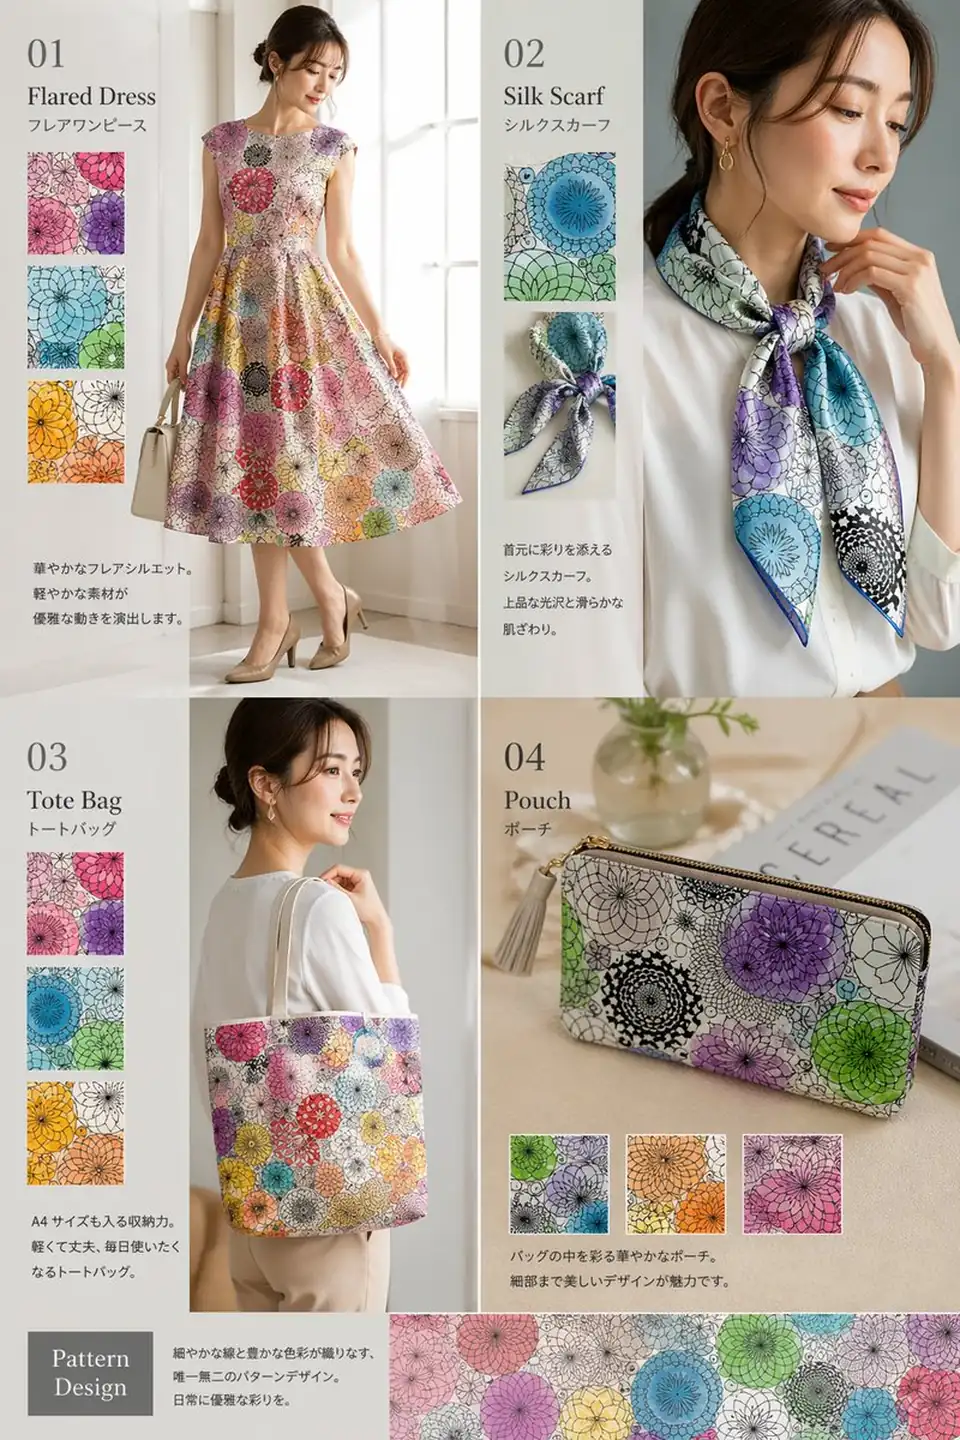 01
Flared Dress
フレアワンピース
華やかなフレアシルエット。
軽やかな素材が
優雅な動きを演出します。
02
Silk Scarf
シルクスカーフ
首元に彩りを添える
シルクスカーフ。
上品な光沢と滑らかな
肌ざわり。
03
Tote Bag
トートバッグ
A4 サイズも入る収納力。
軽くて丈夫、毎日使いたく
なるトートバッグ。
04
Pouch
ポーチ
CEREAL
バッグの中を彩る華やかなポーチ。
細部まで美しいデザインが魅力です。
Pattern
Design
細やかな線と豊かな色彩が織りなす、
唯一無二のパターンデザイン。
日常に優雅な彩りを。